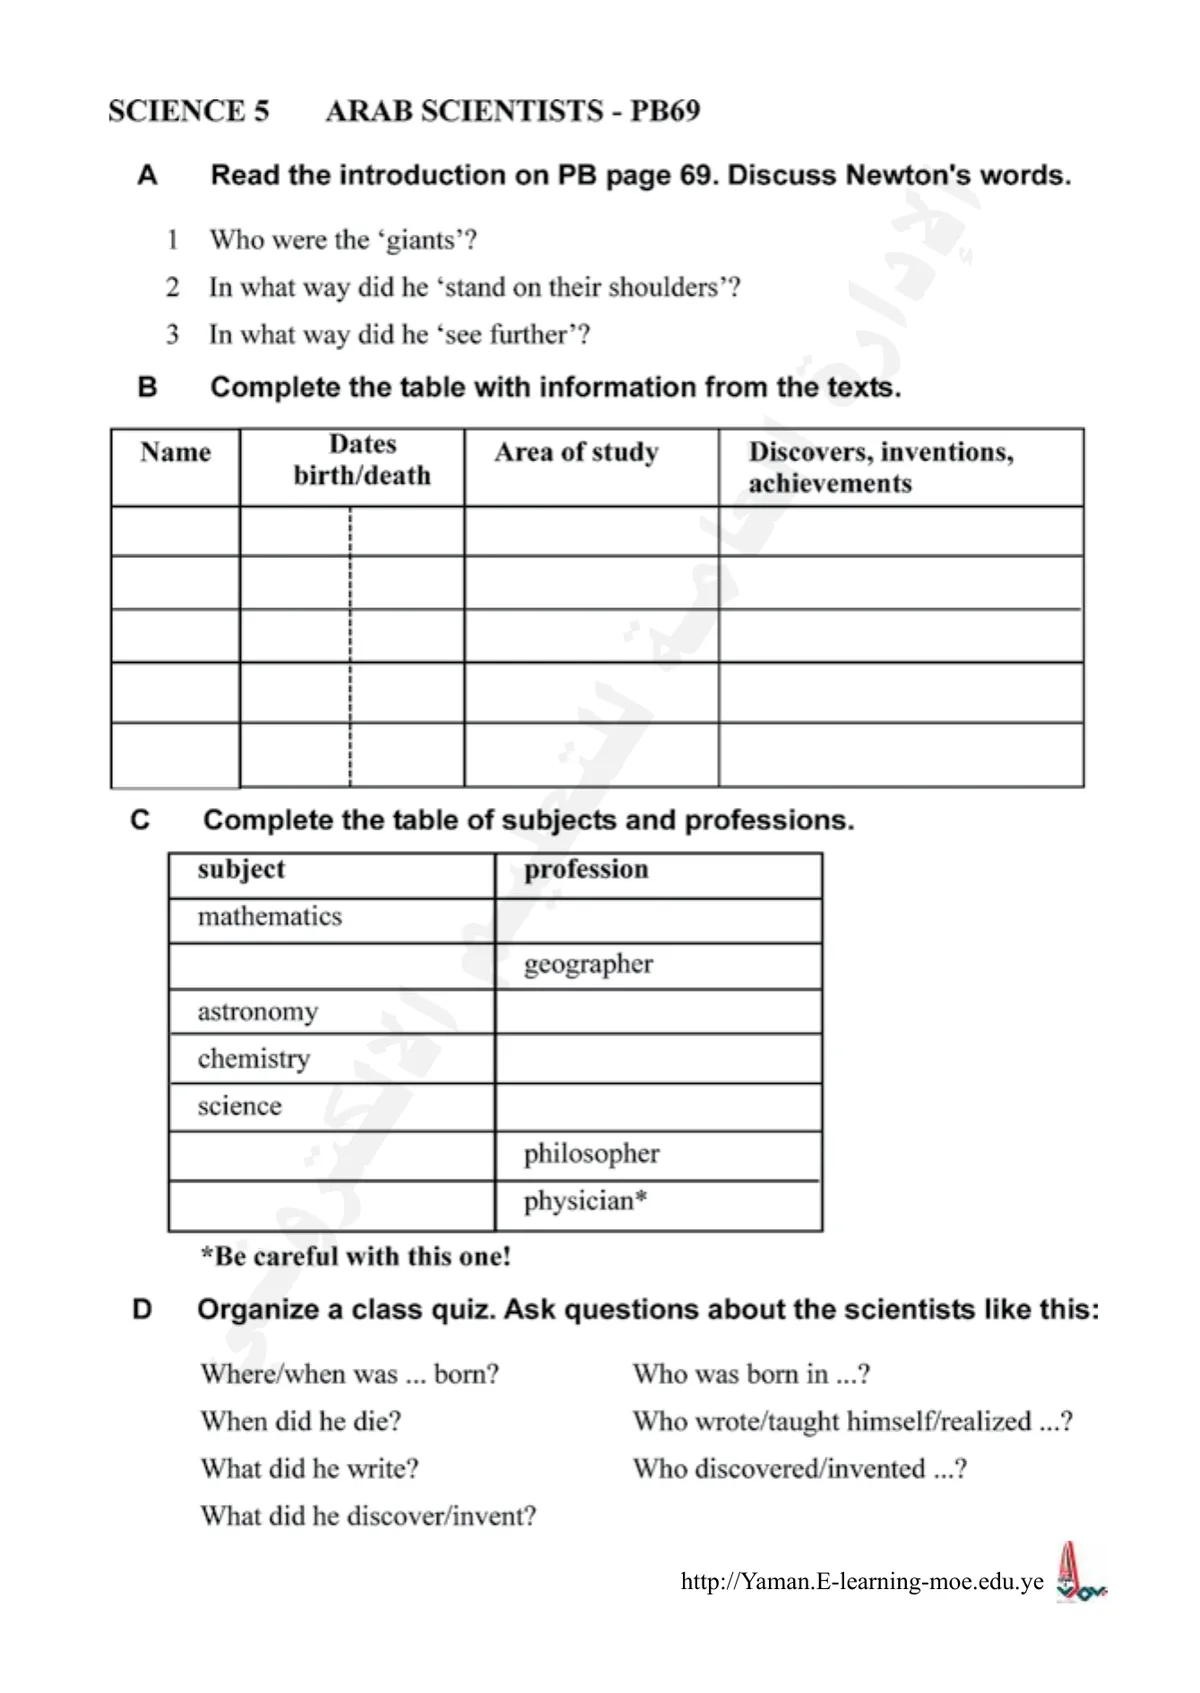 SCIENCE 5 ARAB SCIENTISTS - PB69
A Read the introduction on PB page 69. Discuss Newton's words.
1 Who were the ‘giants’?
2 In what way did he ‘stand on their shoulders’?
3 In what way did he ‘see further’?
B Complete the table with information from the texts.
Name
Dates
birth/death
Area of study
Discovers, inventions,
achievements
C Complete the table of subjects and professions.
subject profession
mathematics
geographer
astronomy
chemistry
science
philosopher
physician*
*Be careful with this one!
D Organize a class quiz. Ask questions about the scientists like this:
Where/when was ... born? Who was born in ...?
When did he die? Who wrote/taught himself/realized ...?
What did he write? Who discovered/invented ...?
What did he discover/invent?
http://Yaman.E-learning-moe.edu.ye
الإدارة العامة للتعليم الالكتروني